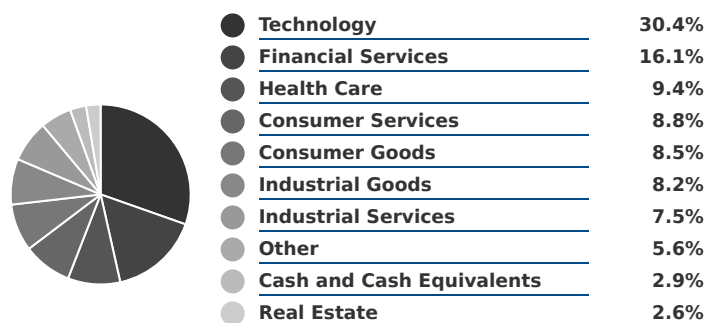 Technology 30.4%
Financial Services 16.1%
Health Care 9.4%
Consumer Services 8.8%
Consumer Goods 8.5%
Industrial Goods 8.2%
Industrial Services 7.5%
Other 5.6%
Cash and Cash Equivalents 2.9%
Real Estate 2.6%